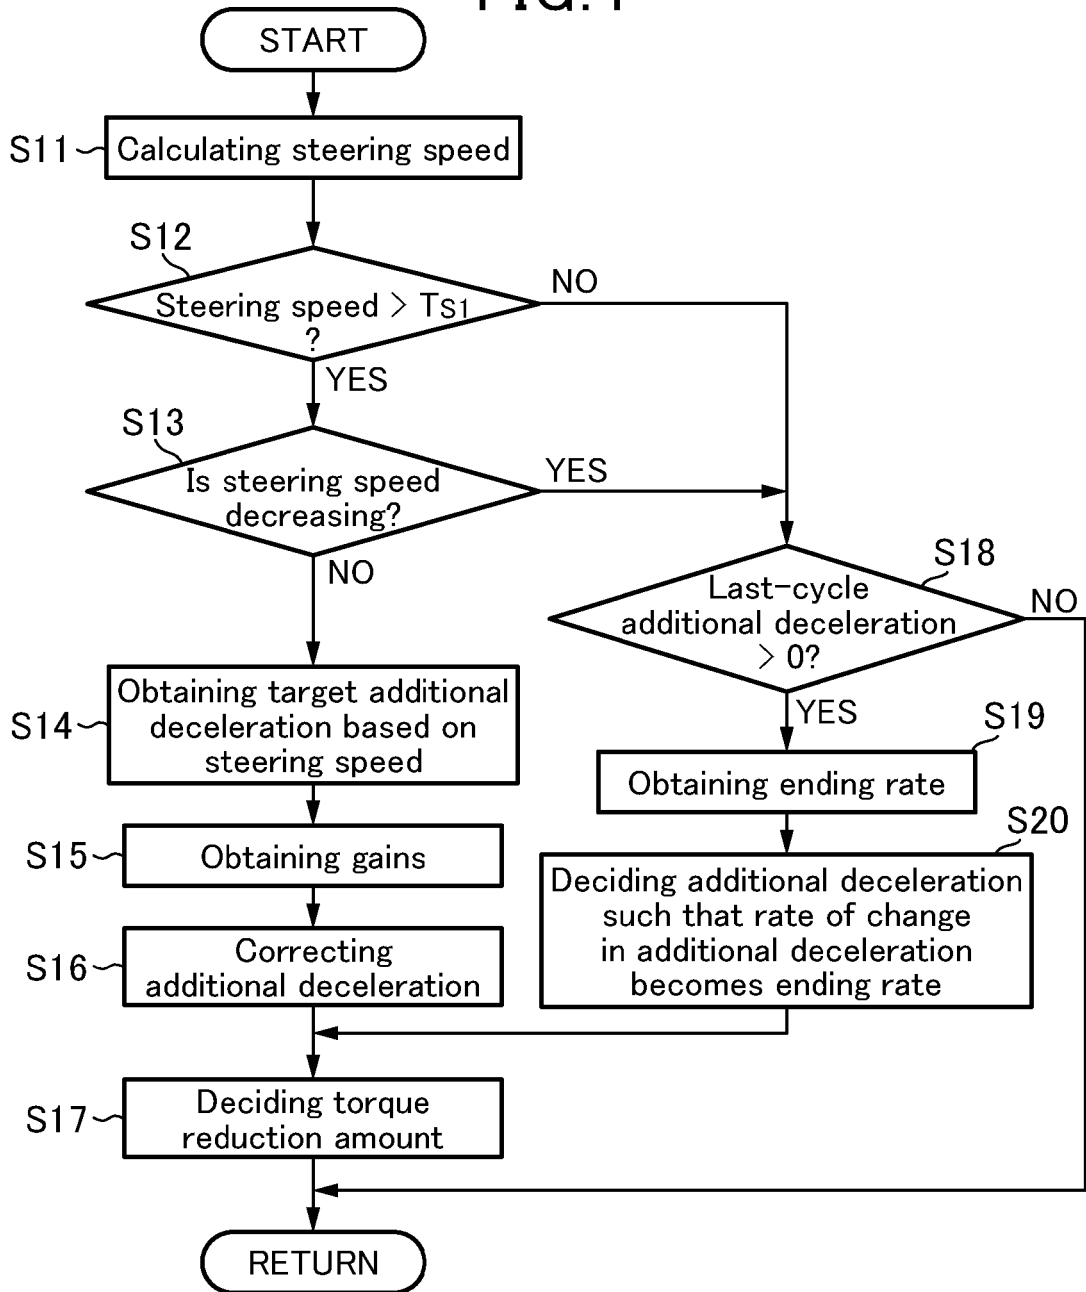 START
S11
Calculating steering speed
S12
Steering speed > TS1
?
NO
YES
S13
Is steering speed
decreasing?
YES
NO
S18
Last-cycle
additional deceleration
> 0?
NO
YES
S14
Obtaining target additional
deceleration based on
steering speed
S19
Obtaining ending rate
S15
Obtaining gains
S20
Deciding additional deceleration
such that rate of change
in additional deceleration
becomes ending rate
S16
Correcting
additional deceleration
S17
Deciding torque
reduction amount
RETURN